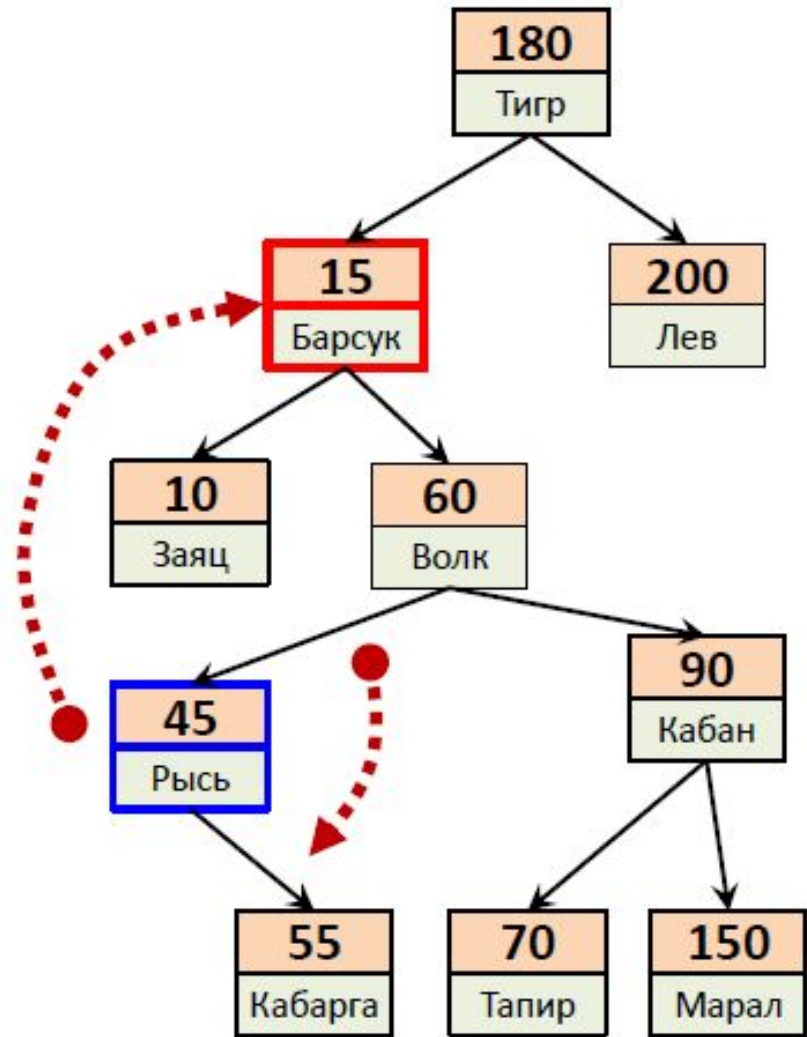 180
Тигр
15
Барсук
200
Лев
10
Заяц
60
Волк
45
Рысь
90
Кабан
55
Кабарга
70
Тапир
150
Марал